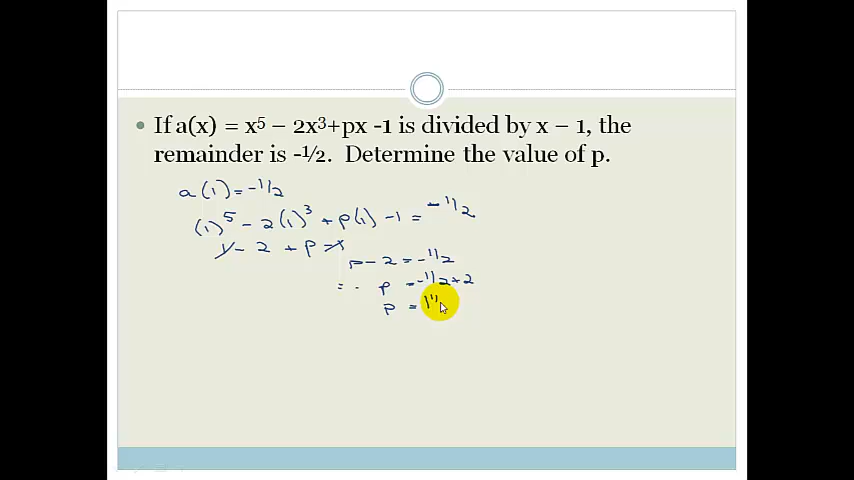 If a(x) = x⁵ – 2x³+px -1 is divided by x – 1, the
remainder is -½. Determine the value of p.
a(1)=-1/2
(1)⁵ - 2(1)³ + p(1) -1 = -1/2
1 - 2 + p - 1
p - 2 = -1/2
p = -1/2 + 2
p = 1